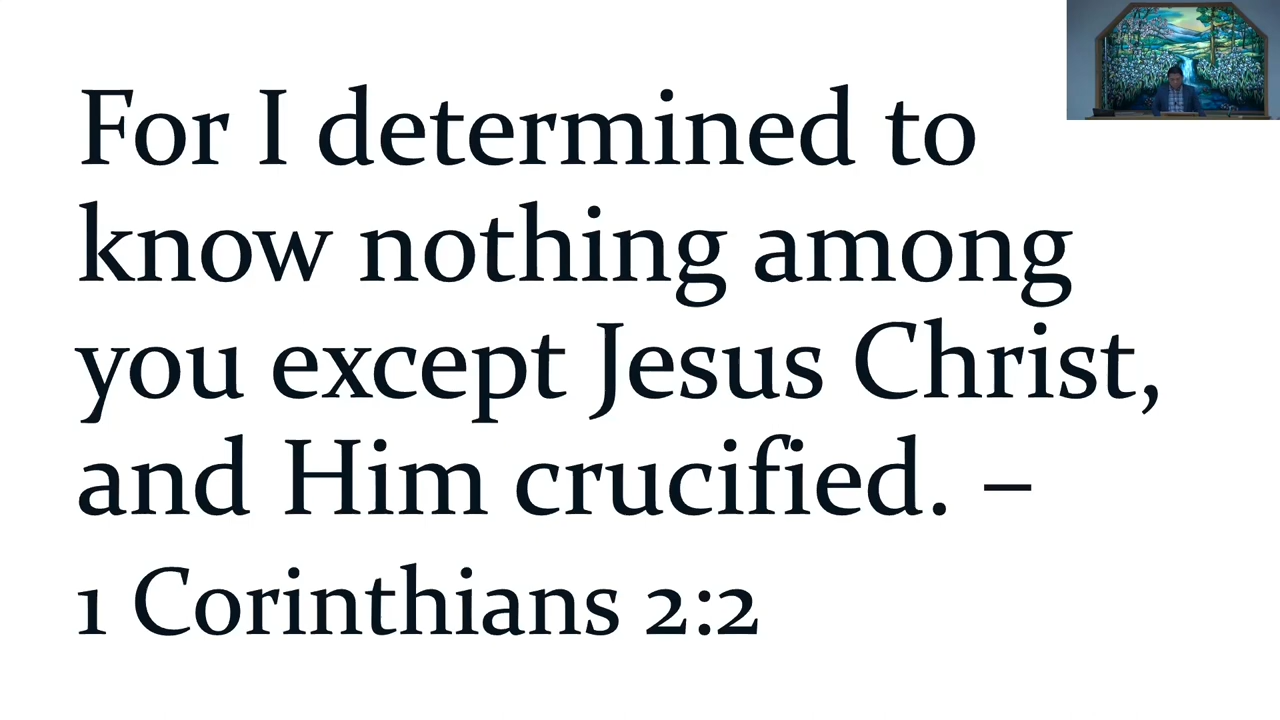 For I determined to
know nothing among
you except Jesus Christ,
and Him crucified. –
1 Corinthians 2:2